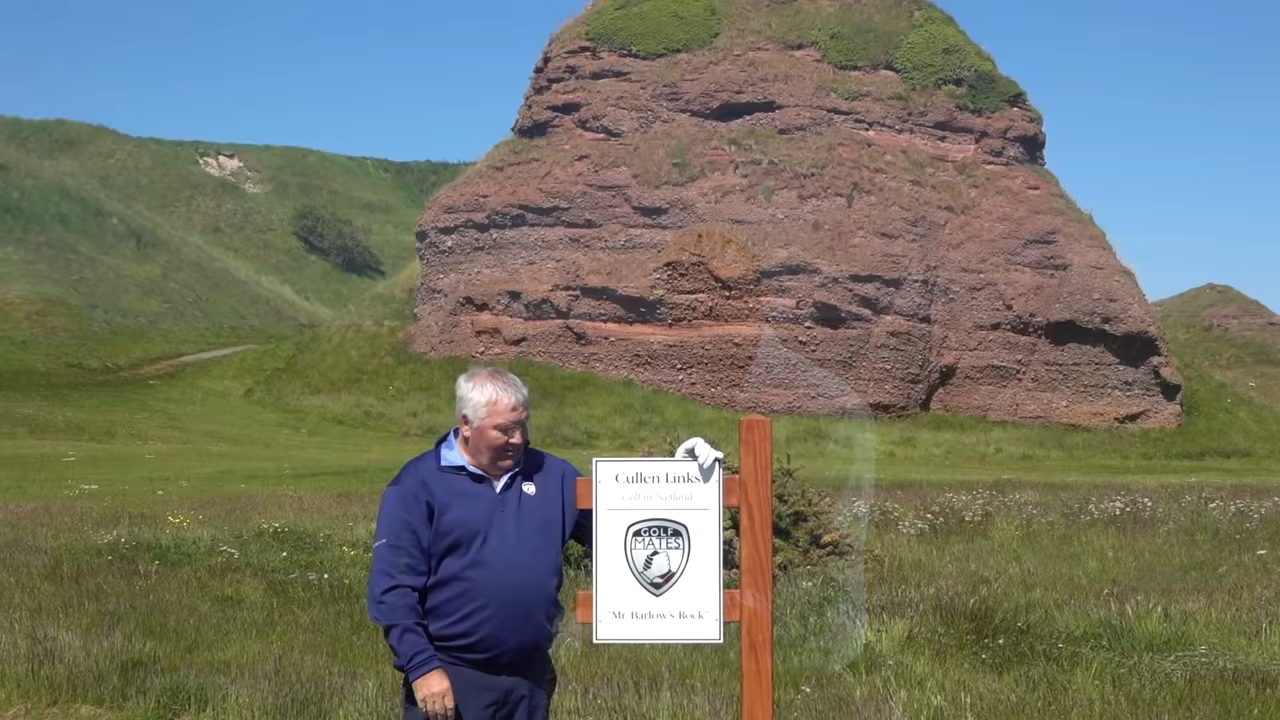 Cullen Links
Golf in Scotland
GOLF
MATES
"Mr Barlow's Rock"